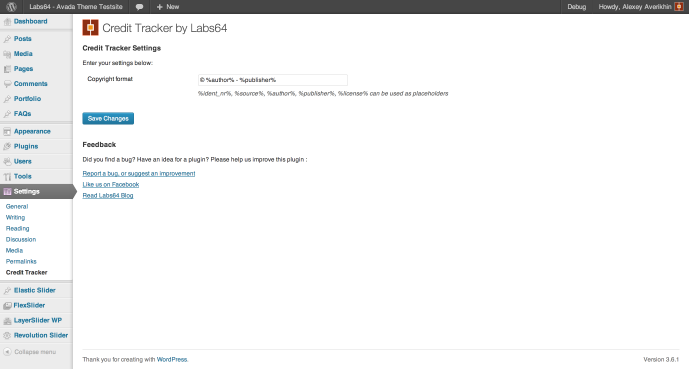 Labs64 - Avada Theme Testsite
+ New
Debug
Howdy, Alexey Averikhin
Dashboard
Posts
Media
Pages
Comments
Portfolio
FAQs
Appearance
Plugins
Users
Tools
Settings
General
Writing
Reading
Discussion
Media
Permalinks
Credit Tracker
Elastic Slider
FlexSlider
LayerSlider WP
Revolution Slider
Collapse menu
Credit Tracker by Labs64
Credit Tracker Settings
Enter your settings below:
Copyright format
© %author% - %publisher%
%ident_nr%, %source%, %author%, %publisher%, %license% can be used as placeholders
Save Changes
Feedback
Did you find a bug? Have an idea for a plugin? Please help us improve this plugin :
Report a bug, or suggest an improvement
Like us on Facebook
Read Labs64 Blog
Thank you for creating with WordPress.
Version 3.6.1